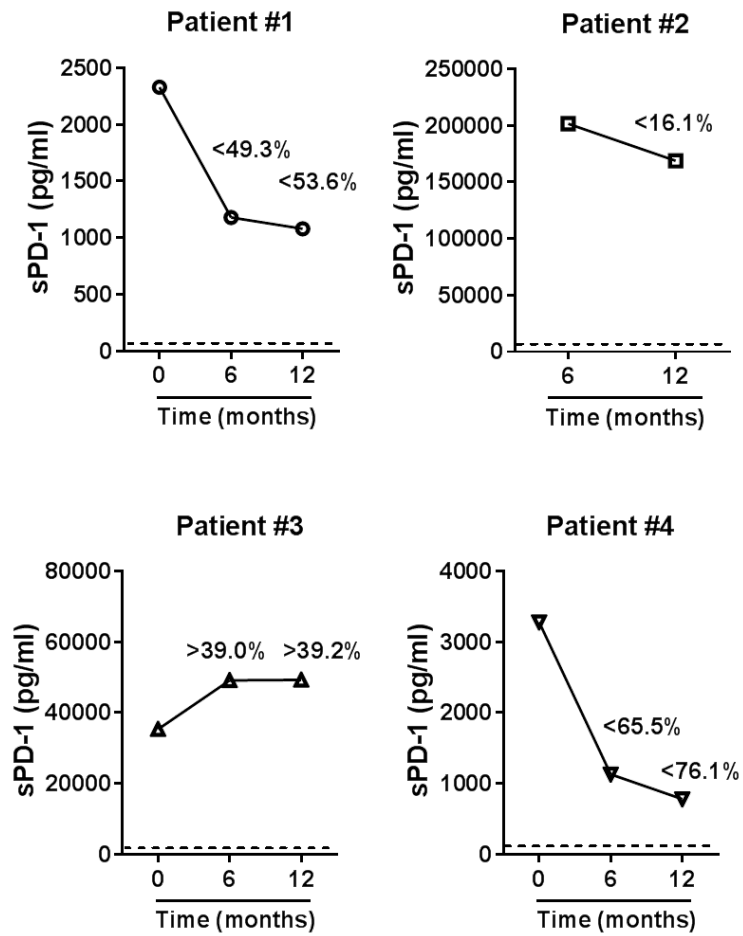 Patient #1
sPD-1 (pg/ml)
2500
2000
1500
1000
500
0
<49.3%
<53.6%
0 6 12
Time (months)
Patient #2
sPD-1 (pg/ml)
250000
200000
150000
100000
50000
0
<16.1%
6 12
Time (months)
Patient #3
sPD-1 (pg/ml)
80000
60000
40000
20000
0
>39.0% >39.2%
0 6 12
Time (months)
Patient #4
sPD-1 (pg/ml)
4000
3000
2000
1000
0
<65.5%
<76.1%
0 6 12
Time (months)